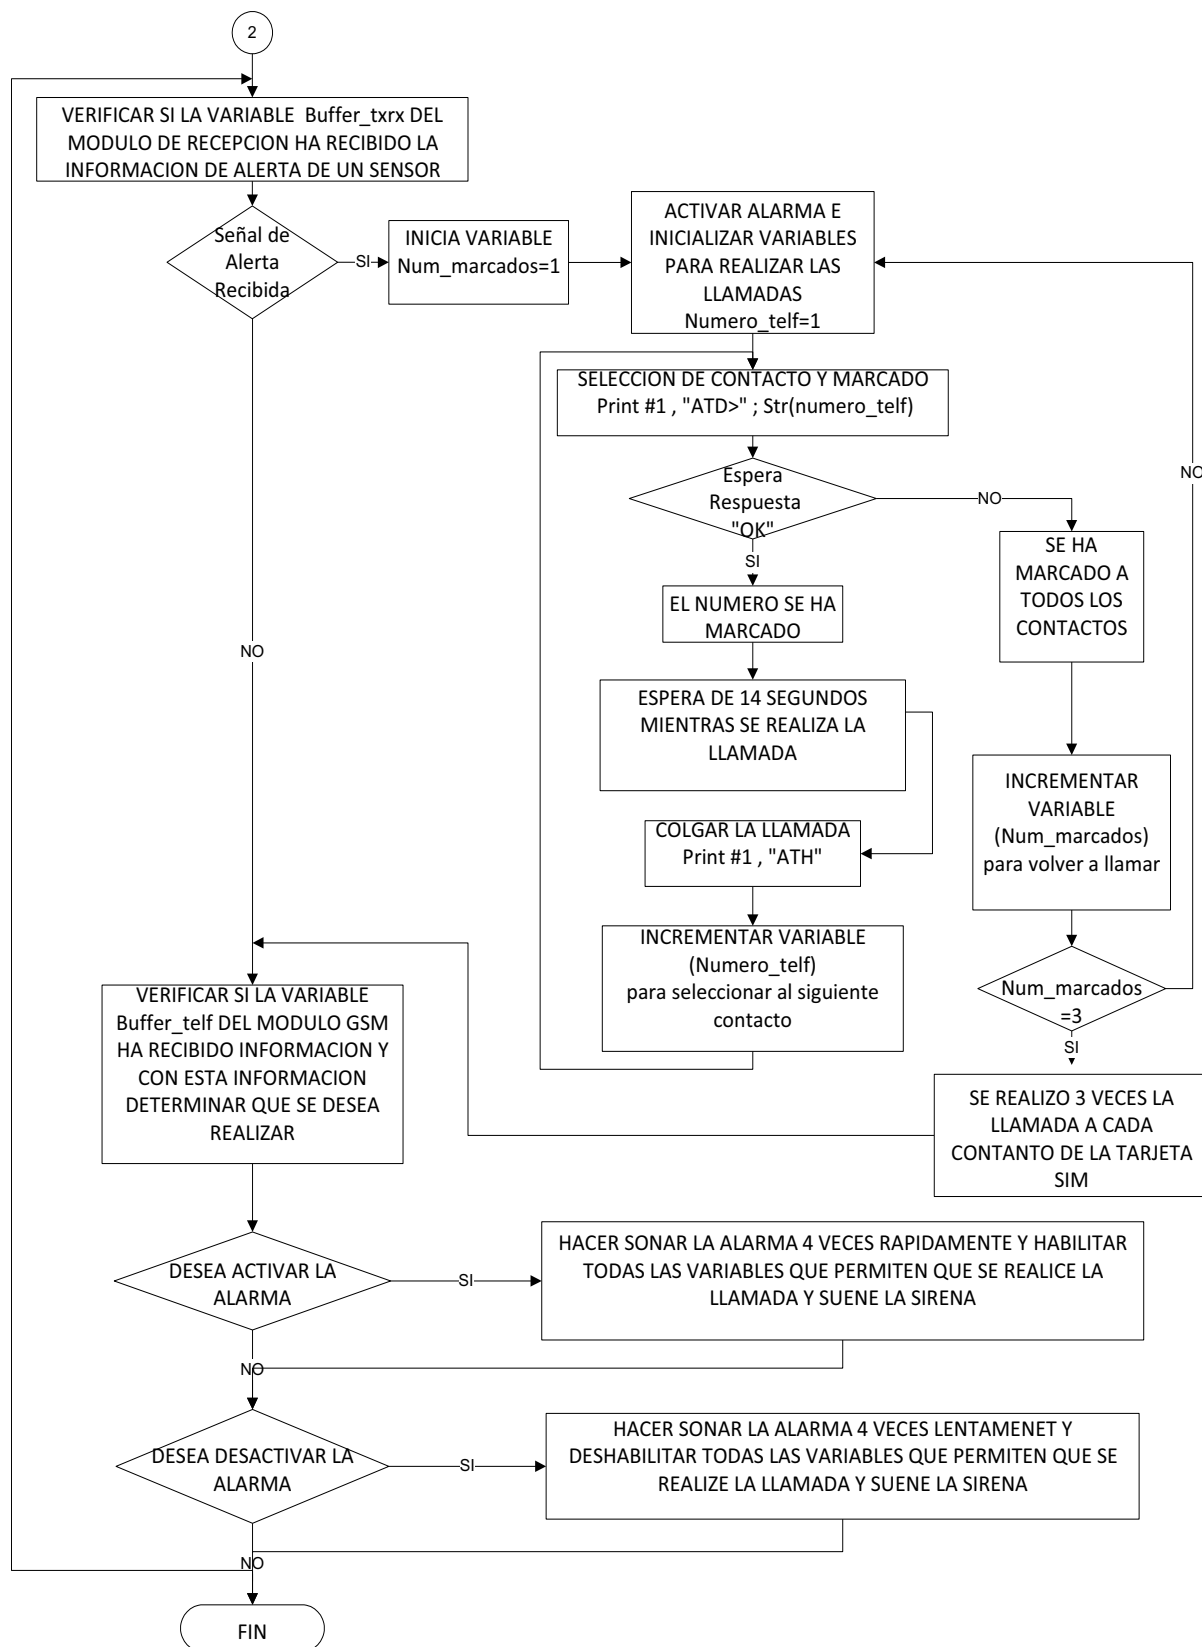 2
VERIFICAR SI LA VARIABLE Buffer_txrx DEL
MODULO DE RECEPCION HA RECIBIDO LA
INFORMACION DE ALERTA DE UN SENSOR
Señal de
Alerta
Recibida
SI
INICIA VARIABLE
Num_marcados=1
ACTIVAR ALARMA E
INICIALIZAR VARIABLES
PARA REALIZAR LAS
LLAMADAS
Numero_telf=1
SELECCION DE CONTACTO Y MARCADO
Print #1 , "ATD>" ; Str(numero_telf)
Espera
Respuesta
"OK"
NO
NO
SI
SE HA
MARCADO A
TODOS LOS
CONTACTOS
EL NUMERO SE HA
MARCADO
NO
ESPERA DE 14 SEGUNDOS
MIENTRAS SE REALIZA LA
LLAMADA
INCREMENTAR
VARIABLE
(Num_marcados)
para volver a llamar
COLGAR LA LLAMADA
Print #1 , "ATH"
INCREMENTAR VARIABLE
(Numero_telf)
para seleccionar al siguiente
contacto
Num_marcados
=3
SI
VERIFICAR SI LA VARIABLE
Buffer_telf DEL MODULO GSM
HA RECIBIDO INFORMACION Y
CON ESTA INFORMACION
DETERMINAR QUE SE DESEA
REALIZAR
SE REALIZO 3 VECES LA
LLAMADA A CADA
CONTANTO DE LA TARJETA
SIM
DESEA ACTIVAR LA
ALARMA
SI
HACER SONAR LA ALARMA 4 VECES RAPIDAMENTE Y HABILITAR
TODAS LAS VARIABLES QUE PERMITEN QUE SE REALICE LA
LLAMADA Y SUENE LA SIRENA
NO
DESEA DESACTIVAR LA
ALARMA
SI
HACER SONAR LA ALARMA 4 VECES LENTAMENET Y
DESHABILITAR TODAS LAS VARIABLES QUE PERMITEN QUE SE
REALIZE LA LLAMADA Y SUENE LA SIRENA
NO
FIN